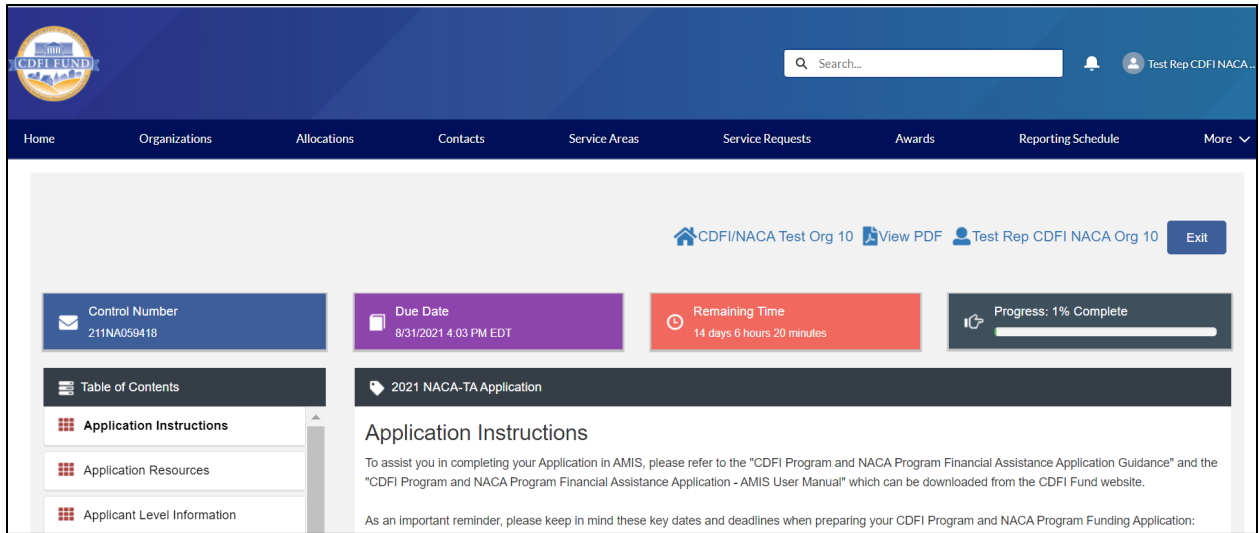 CDFI FUND
Search...
Test Rep CDFI NACA ...
Home Organizations Allocations Contacts Service Areas Service Requests Awards Reporting Schedule More
CDFI/NACA Test Org 10 View PDF Test Rep CDFI NACA Org 10 Exit
Control Number
211NA059418
Due Date
8/31/2021 4:03 PM EDT
Remaining Time
14 days 6 hours 20 minutes
Progress: 1% Complete
Table of Contents
Application Instructions
Application Resources
Applicant Level Information
2021 NACA-TA Application
Application Instructions
To assist you in completing your Application in AMIS, please refer to the "CDFI Program and NACA Program Financial Assistance Application Guidance" and the
"CDFI Program and NACA Program Financial Assistance Application - AMIS User Manual" which can be downloaded from the CDFI Fund website.
As an important reminder, please keep in mind these key dates and deadlines when preparing your CDFI Program and NACA Program Funding Application: